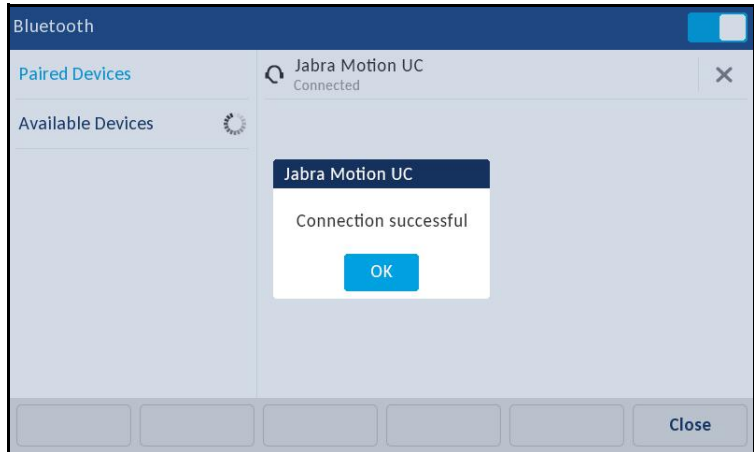 Bluetooth
Paired Devices
Jabra Motion UC
Connected
Available Devices
Jabra Motion UC
Connection successful
OK
Close